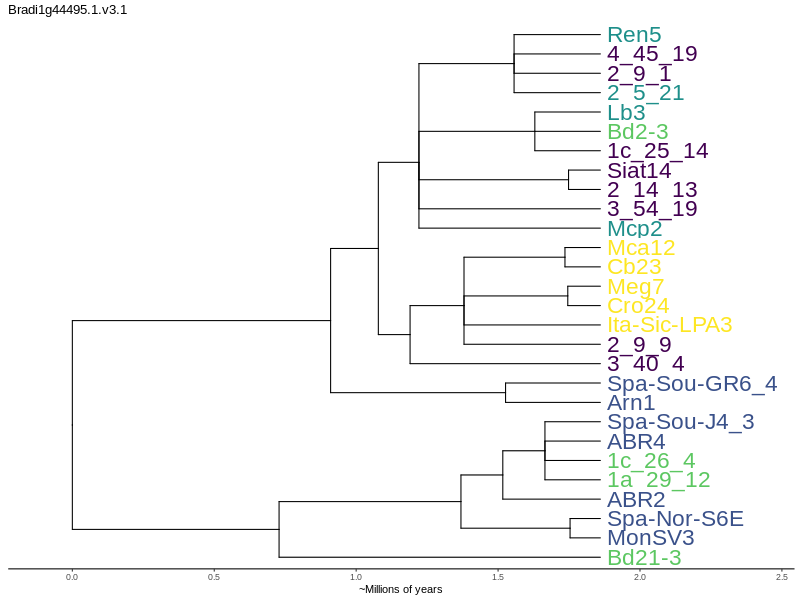 Bradi1g44495.1.v3.1
Ren5
4_45_19
2_9_1
2_5_21
Lb3
Bd2-3
1c_25_14
Siat14
2_14_13
3_54_19
Mcp2
Mca12
Cb23
Meg7
Cro24
Ita-Sic-LPA3
2_9_9
3_40_4
Spa-Sou-GR6_4
Arn1
Spa-Sou-J4_3
ABR4
1c_26_4
1a_29_12
ABR2
Spa-Nor-S6E
MonSV3
Bd21-3
0.0 0.5 1.0 1.5 2.0 2.5
~Millions of years